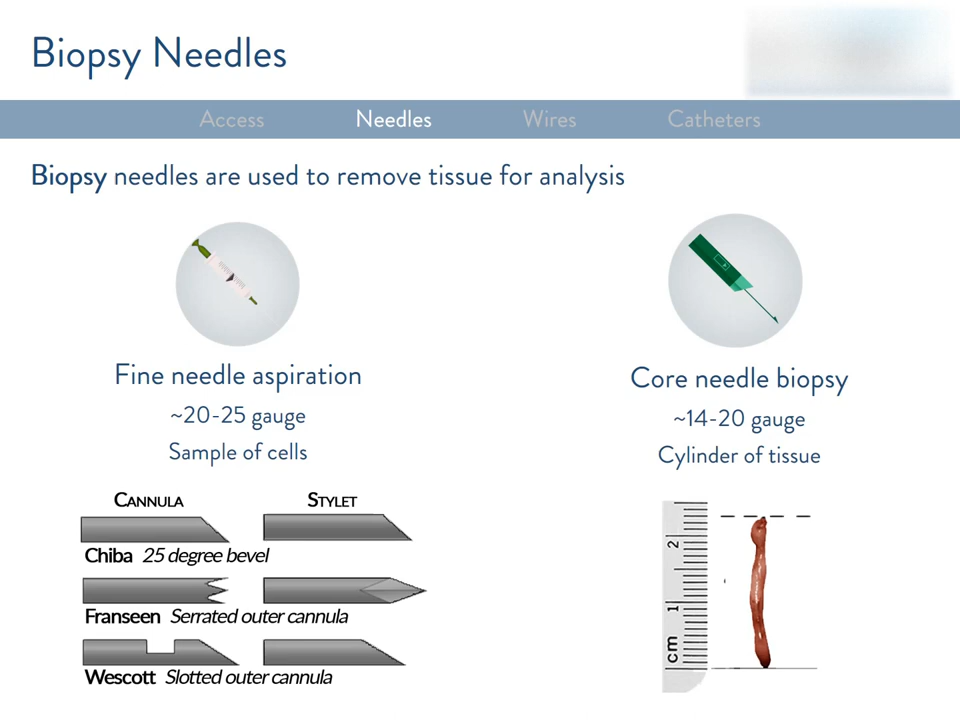 Biopsy Needles
Access Needles Wires Catheters
Biopsy needles are used to remove tissue for analysis
Fine needle aspiration
~20-25 gauge
Sample of cells
CANNULA STYLET
Chiba 25 degree bevel
Franseen Serrated outer cannula
Wescott Slotted outer cannula
Core needle biopsy
~14-20 gauge
Cylinder of tissue
2
1
cm